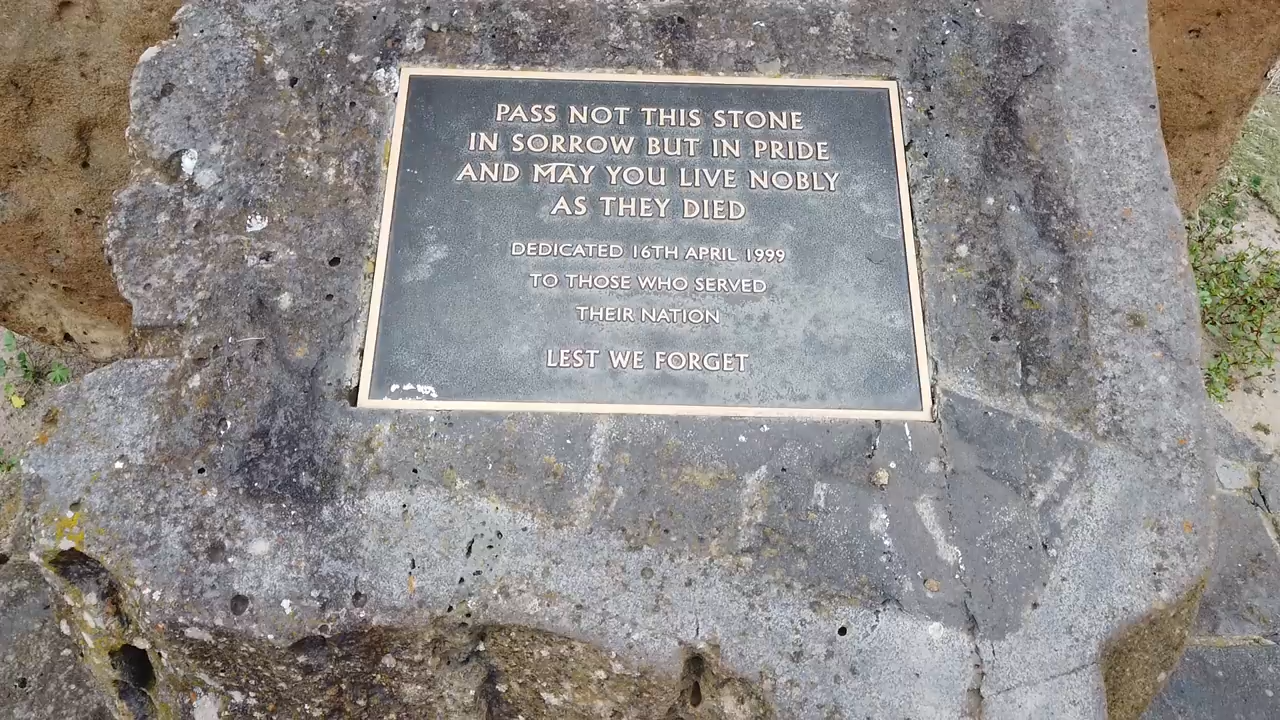 PASS NOT THIS STONE
IN SORROW BUT IN PRIDE
AND MAY YOU LIVE NOBLY
AS THEY DIED
DEDICATED 16TH APRIL 1999
TO THOSE WHO SERVED
THEIR NATION
LEST WE FORGET